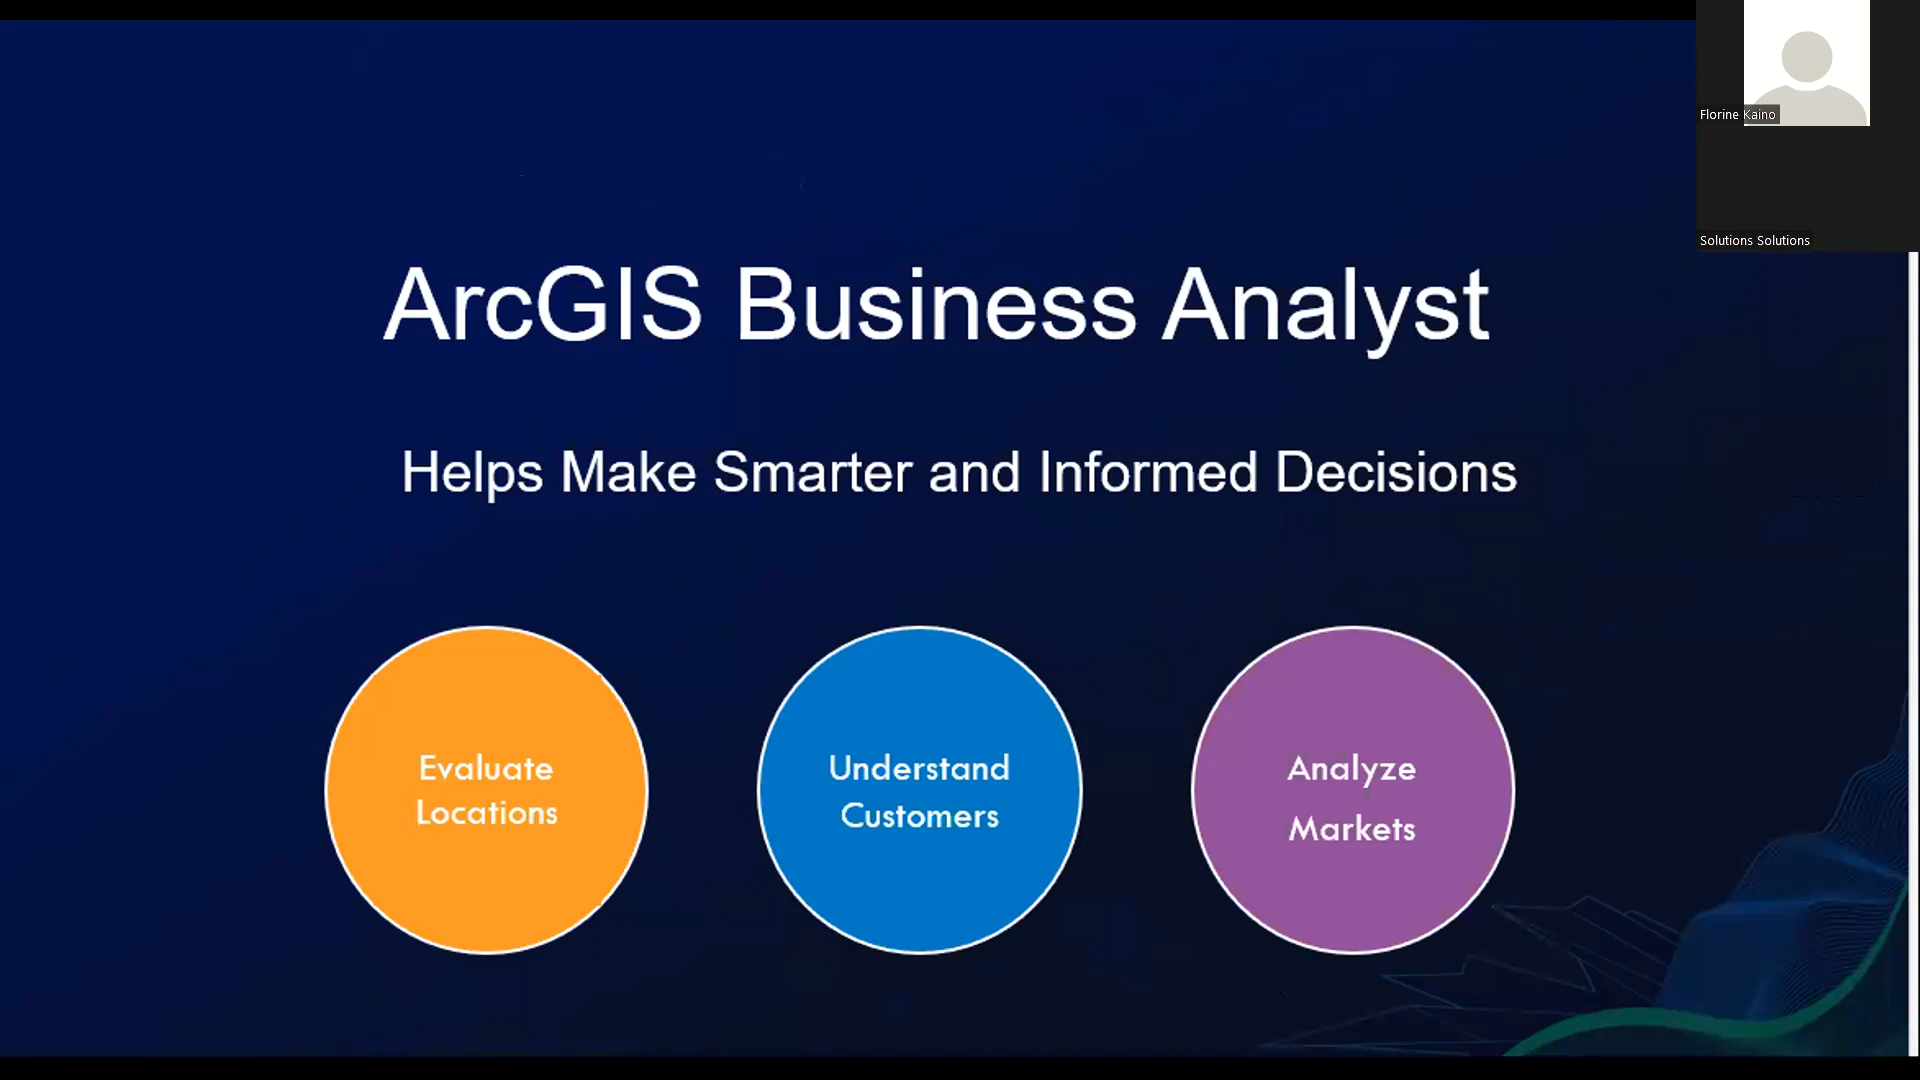 Florine Kaino
Solutions Solutions
ArcGIS Business Analyst
Helps Make Smarter and Informed Decisions
Evaluate
Locations
Understand
Customers
Analyze
Markets